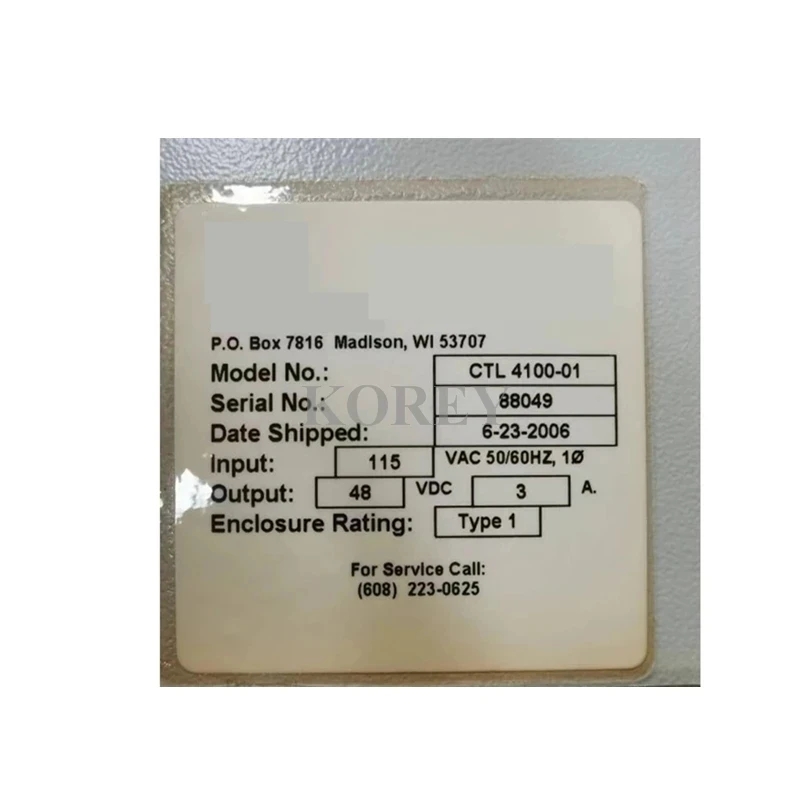 P.O. Box 7816 Madison, WI 53707
Model No.: CTL 4100-01
Serial No.: 88049
Date Shipped: 6-23-2006
Input: 115 VAC 50/60HZ, 1Ø
Output: 48 VDC 3 A.
Enclosure Rating: Type 1
For Service Call:
(608) 223-0625
KOREY